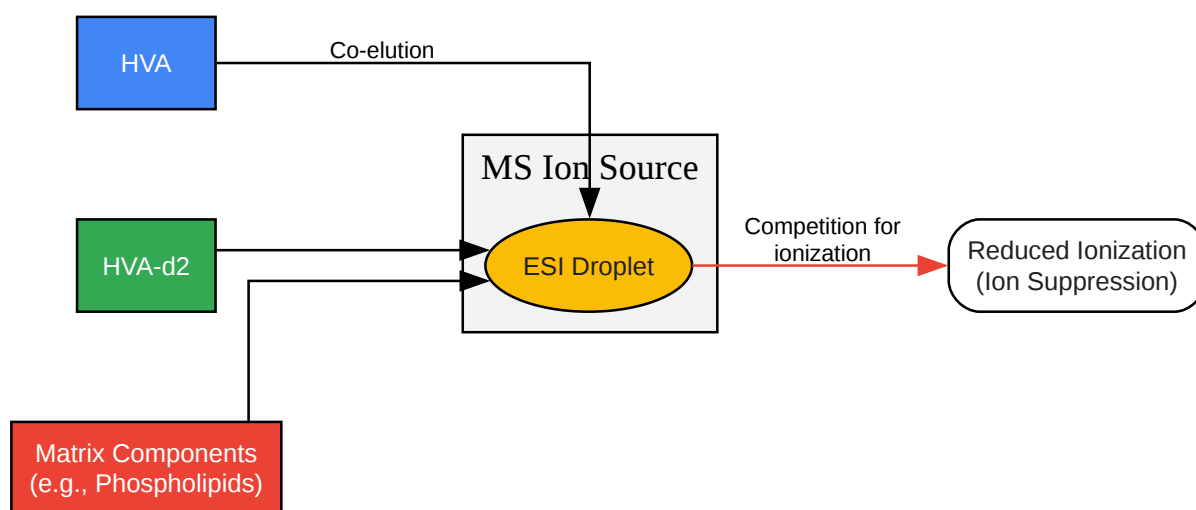 HVA
Co-elution
MS Ion Source
HVA-d2
ESI Droplet
Competition for
ionization
Reduced Ionization
(Ion Suppression)
Matrix Components
(e.g., Phospholipids)